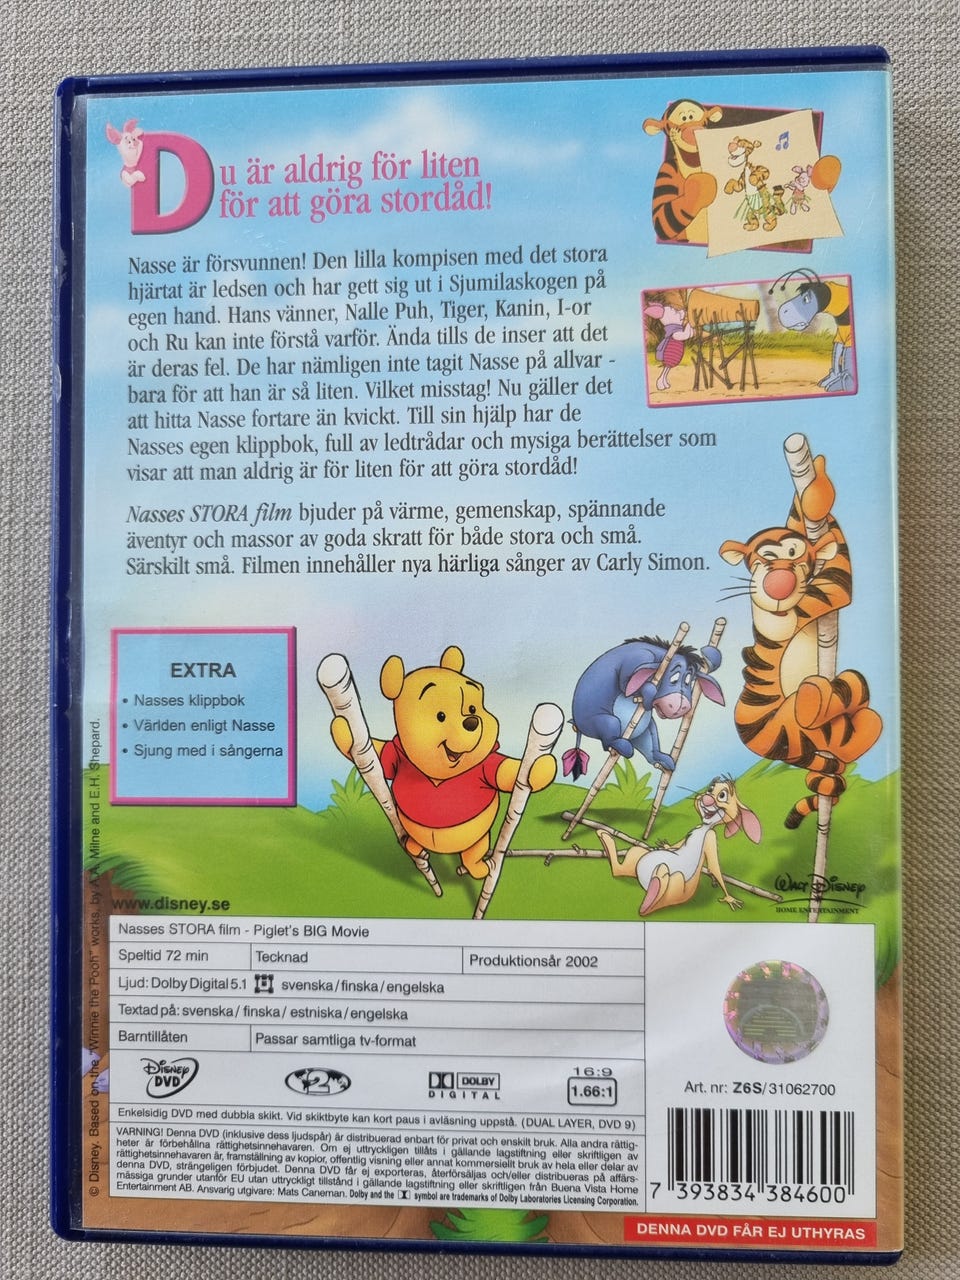 Du är aldrig för liten
för att göra stordåd!
Nasse är försvunnen! Den lilla kompisen med det stora
hjärtat är ledsen och har gett sig ut i Sjumilaskogen på
egen hand. Hans vänner, Nalle Puh, Tiger, Kanin, I-or
och Ru kan inte förstå varför. Ända tills de inser att det
är deras fel. De har nämligen inte tagit Nasse på allvar -
bara för att han är så liten. Vilket misstag! Nu gäller det
att hitta Nasse fortare än kvickt. Till sin hjälp har de
Nasses egen klippbok, full av ledtrådar och mysiga berättelser som
visar att man aldrig är för liten för att göra stordåd!
Nasses STORA film bjuder på värme, gemenskap, spännande
äventyr och massor av goda skratt för både stora och små.
Särskilt små. Filmen innehåller nya härliga sånger av Carly Simon.
EXTRA
• Nasses klippbok
• Världen enligt Nasse
• Sjung med i sångerna
© Disney. Based on the "Winnie the Pooh" works, by A.A. Milne and E.H. Shepard.
www.disney.se
WALT DISNEY
HOME ENTERTAINMENT
Nasses STORA film - Piglet's BIG Movie
Speltid 72 min Tecknad Produktionsår 2002
Ljud: Dolby Digital 5.1 svenska/finska/engelska
Textad på: svenska/ finska/ estniska/engelska
Barntillåten Passar samtliga tv-format
Disney DVD 2 DOLBY DIGITAL 16:9 1.66:1
Enkelsidig DVD med dubbla skikt. Vid skiktbyte kan kort paus i avläsning uppstå. (DUAL LAYER, DVD 9)
VARNING! Denna DVD (inklusive dess ljudspår) är distribuerad enbart för privat och enskilt bruk. Alla andra rättig-
heter är förbehållna rättighetsinnehavaren. Om ej uttryckligen tillåts i gällande lagstiftning eller skriftligen av
rättighetsinnehavaren är, framställning av kopior, offentlig visning eller annat kommersiellt bruk av hela eller delar av
denna DVD, strängeligen förbjudet. Denna DVD får ej exporteras, återförsäljas och/eller distribueras på affärs-
mässiga grunder utanför EU utan uttryckligt tillstånd i gällande lagstiftning eller skriftligen från Buena Vista Home
Entertainment AB. Ansvarig utgivare: Mats Caneman. Dolby and the symbol are trademarks of Dolby Laboratories Licensing Corporation.
Art. nr: Z6S/31062700
7 393834 384600
DENNA DVD FÅR EJ UTHYRAS